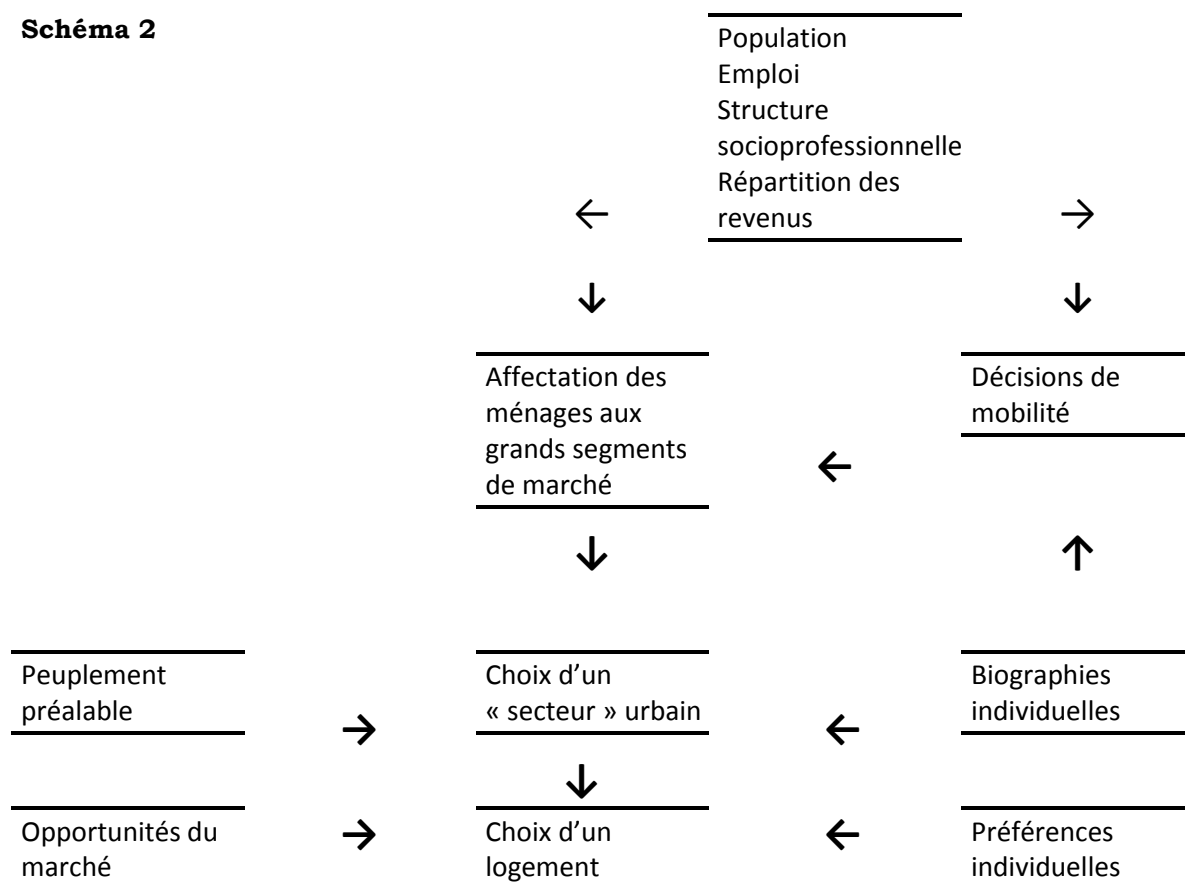 Schéma 2
Population
Emploi
Structure
socioprofessionnelle
Répartition des
revenus
Affectation des
ménages aux
grands segments
de marché
Décisions de
mobilité
Peuplement
préalable
Choix d’un
« secteur » urbain
Biographies
individuelles
Opportunités du
marché
Choix d’un
logement
Préférences
individuelles